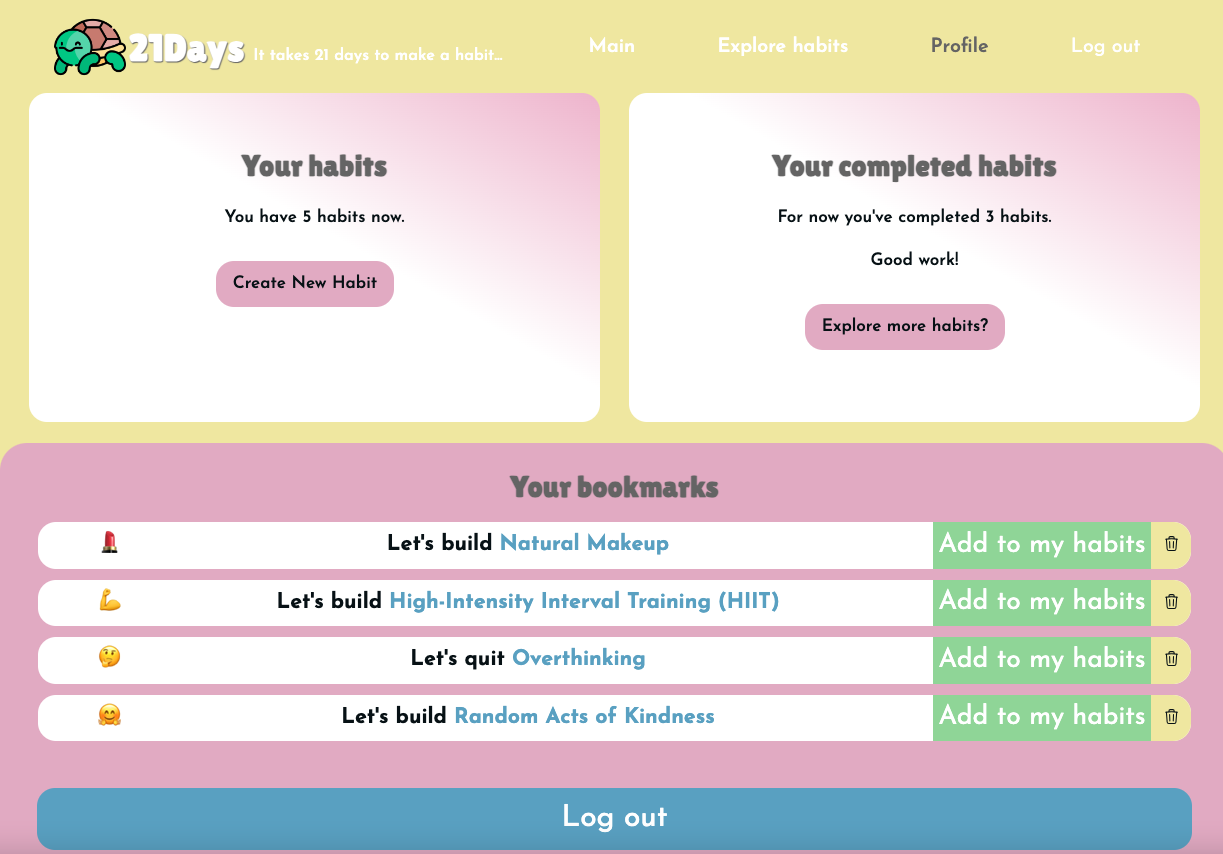 21Days It takes 21 days to make a habit...
Main
Explore habits
Profile
Log out
Your habits
You have 5 habits now.
Create New Habit
Your completed habits
For now you've completed 3 habits.
Good work!
Explore more habits?
Your bookmarks
Let's build Natural Makeup
Add to my habits
Let's build High-Intensity Interval Training (HIIT)
Add to my habits
Let's quit Overthinking
Add to my habits
Let's build Random Acts of Kindness
Add to my habits
Log out